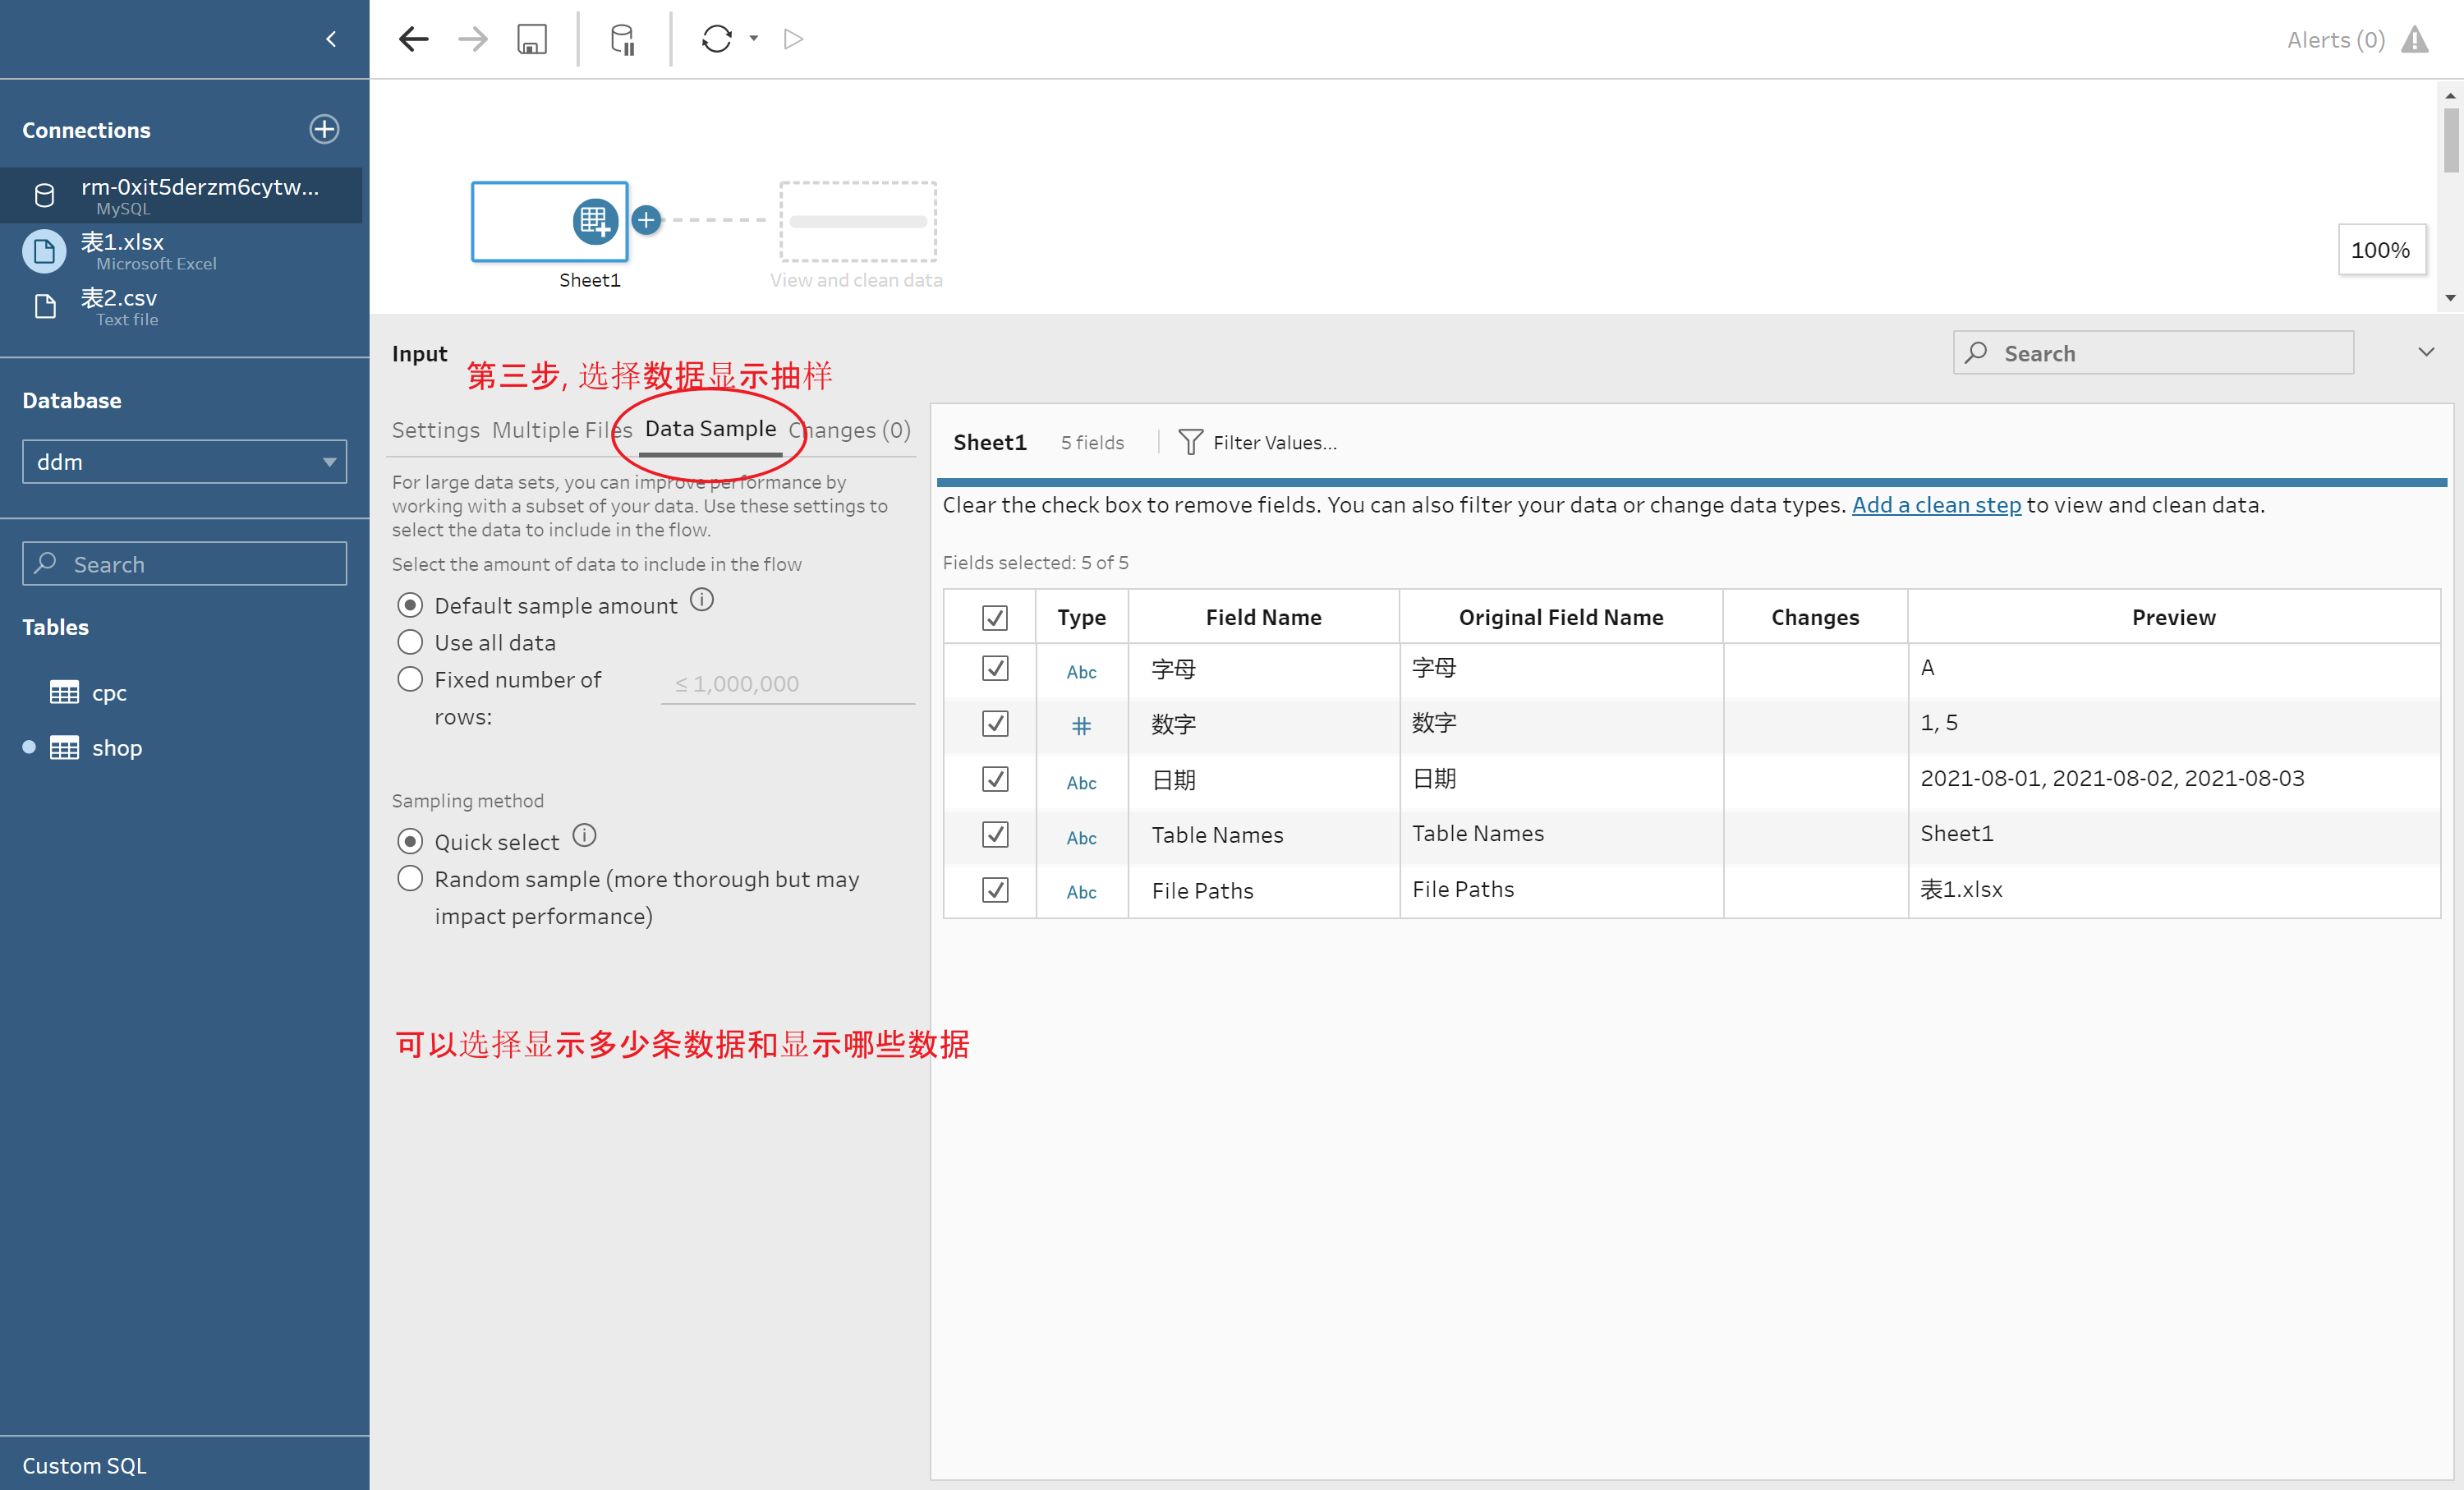 Alerts (0)
Connections
rm-0xit5derzm6cytw...
MySQL
表1.xlsx
Microsoft Excel
表2.csv
Text file
Database
ddm
Search
Tables
cpc
shop
Custom SQL
Sheet1
View and clean data
100%
Input
第三步, 选择数据显示抽样
Search
Settings Multiple Files Data Sample Changes (0)
For large data sets, you can improve performance by
working with a subset of your data. Use these settings to
select the data to include in the flow.
Select the amount of data to include in the flow
Default sample amount
Use all data
Fixed number of
rows:
≤ 1,000,000
Sampling method
Quick select
Random sample (more thorough but may
impact performance)
可以选择显示多少条数据和显示哪些数据
Sheet1 5 fields Filter Values...
Clear the check box to remove fields. You can also filter your data or change data types. Add a clean step to view and clean data.
Fields selected: 5 of 5
Type Field Name Original Field Name Changes Preview
Abc 字母 字母 A
# 数字 数字 1, 5
Abc 日期 日期 2021-08-01, 2021-08-02, 2021-08-03
Abc Table Names Table Names Sheet1
Abc File Paths File Paths 表1.xlsx